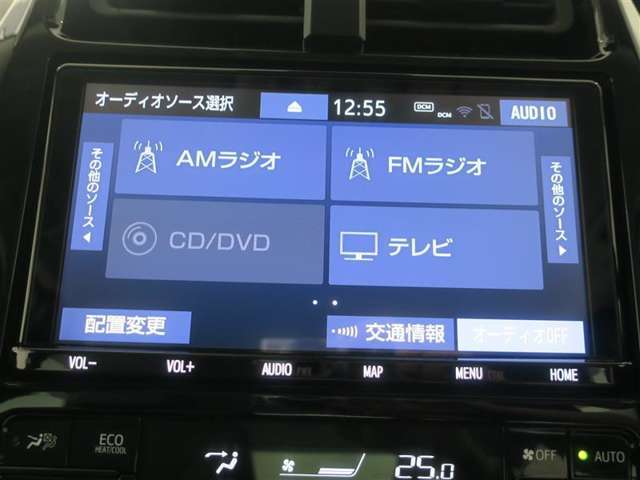 オーディオソース選択
12:55
DCM
DCM
AUDIO
その他のソース
AMラジオ
FMラジオ
その他のソース
CD/DVD
テレビ
配置変更
交通情報
オーディオOFF
VOL-
VOL+
AUDIO
MAP
MENU
HOME
ECO
HEAT/COOL
25.0
OFF
AUTO